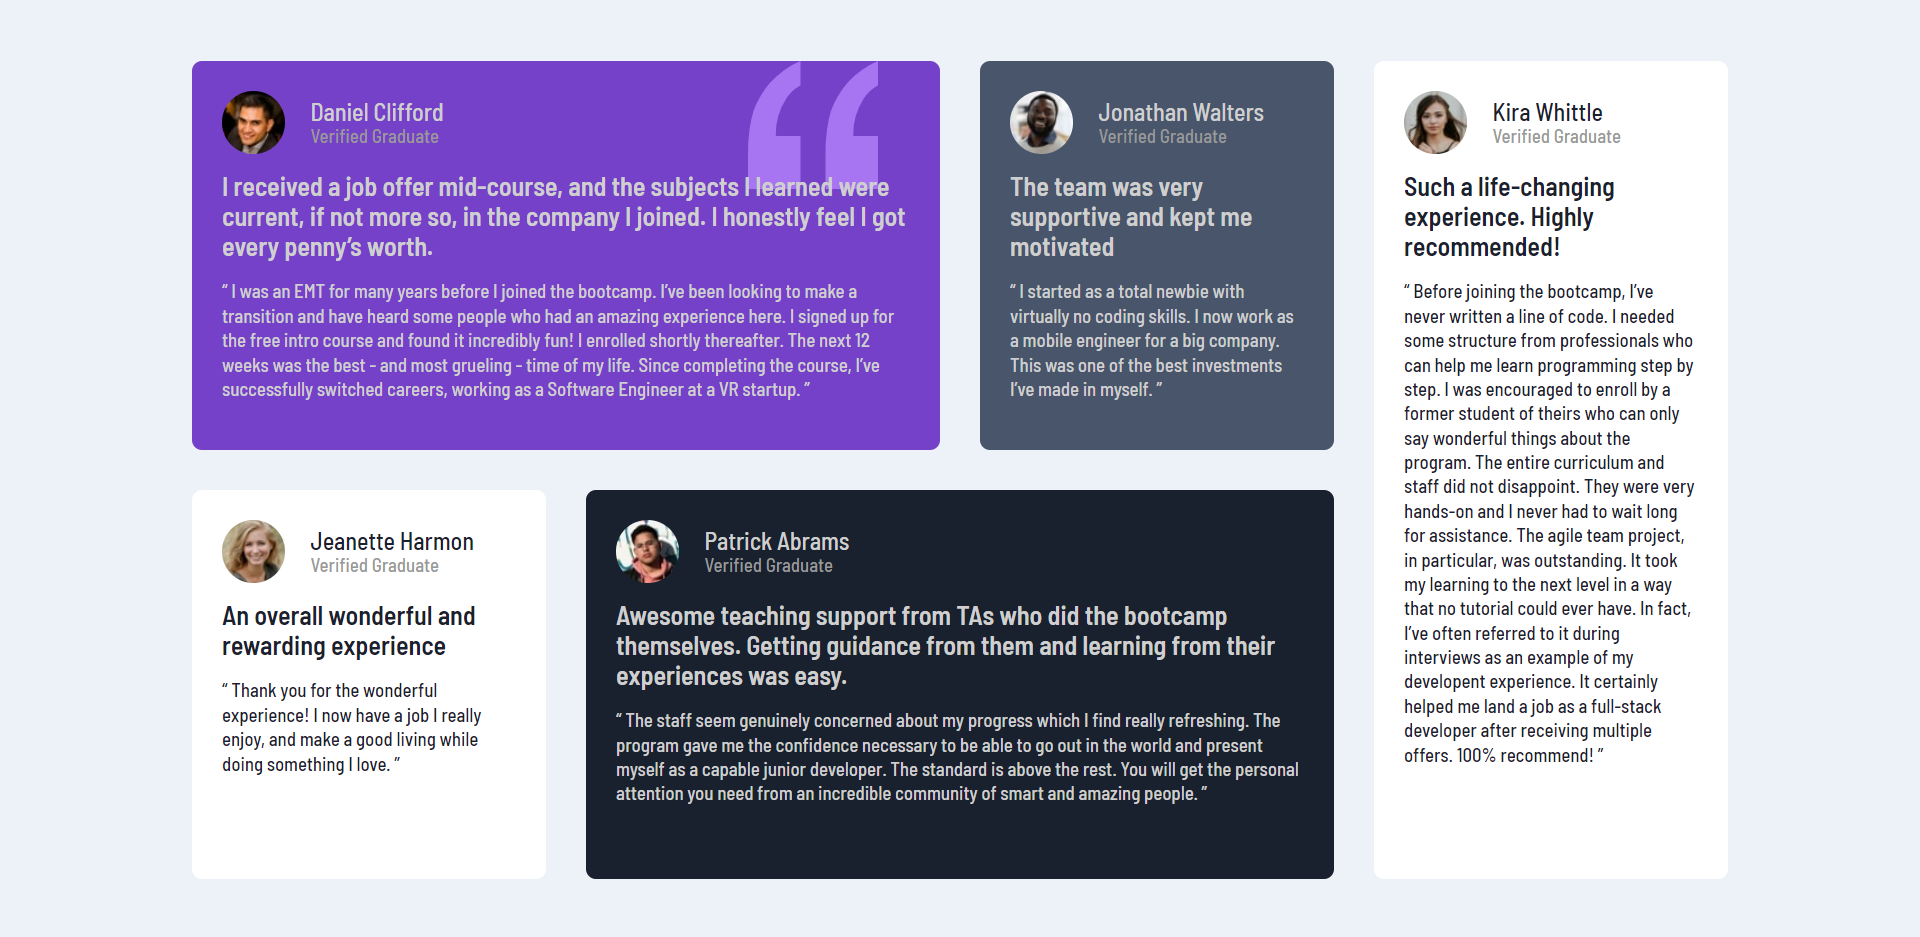 Daniel Clifford
Verified Graduate
I received a job offer mid-course, and the subjects I learned were
current, if not more so, in the company I joined. I honestly feel I got
every penny’s worth.
“ I was an EMT for many years before I joined the bootcamp. I’ve been looking to make a
transition and have heard some people who had an amazing experience here. I signed up for
the free intro course and found it incredibly fun! I enrolled shortly thereafter. The next 12
weeks was the best - and most grueling - time of my life. Since completing the course, I’ve
successfully switched careers, working as a Software Engineer at a VR startup. ”
Jonathan Walters
Verified Graduate
The team was very
supportive and kept me
motivated
“ I started as a total newbie with
virtually no coding skills. I now work as
a mobile engineer for a big company.
This was one of the best investments
I’ve made in myself. ”
Kira Whittle
Verified Graduate
Such a life-changing
experience. Highly
recommended!
“ Before joining the bootcamp, I’ve
never written a line of code. I needed
some structure from professionals who
can help me learn programming step by
step. I was encouraged to enroll by a
former student of theirs who can only
say wonderful things about the
program. The entire curriculum and
staff did not disappoint. They were very
hands-on and I never had to wait long
for assistance. The agile team project,
in particular, was outstanding. It took
my learning to the next level in a way
that no tutorial could ever have. In fact,
I’ve often referred to it during
interviews as an example of my
developent experience. It certainly
helped me land a job as a full-stack
developer after receiving multiple
offers. 100% recommend! ”
Jeanette Harmon
Verified Graduate
An overall wonderful and
rewarding experience
“ Thank you for the wonderful
experience! I now have a job I really
enjoy, and make a good living while
doing something I love. ”
Patrick Abrams
Verified Graduate
Awesome teaching support from TAs who did the bootcamp
themselves. Getting guidance from them and learning from their
experiences was easy.
“ The staff seem genuinely concerned about my progress which I find really refreshing. The
program gave me the confidence necessary to be able to go out in the world and present
myself as a capable junior developer. The standard is above the rest. You will get the personal
attention you need from an incredible community of smart and amazing people. ”